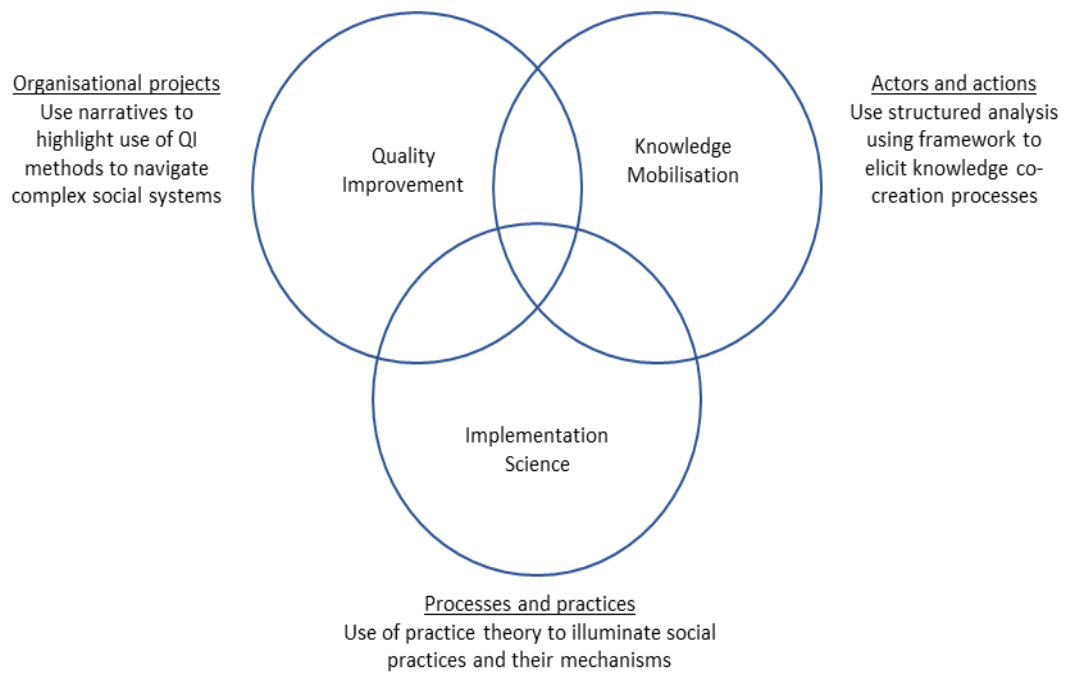 Organisational projects
Use narratives to
highlight use of QI
methods to navigate
complex social systems
Quality
Improvement
Knowledge
Mobilisation
Actors and actions
Use structured analysis
using framework to
elicit knowledge co-
creation processes
Implementation
Science
Processes and practices
Use of practice theory to illuminate social
practices and their mechanisms